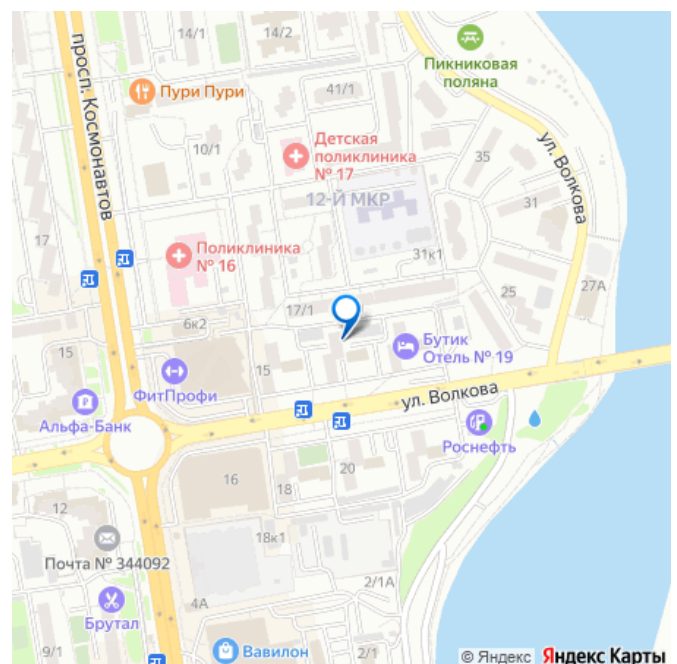 14/1
14/2
просп. Космонавтов
Пикниковая
поляна
Пури Пури
41/1
ул. Волкова
Детская
поликлиника
№ 17
10/1
35
12-Й МКР
31
17
Поликлиника
№ 16
31к1
25
27А
17/1
6к2
Бутик
Отель № 19
15
15
ФитПрофи
ул. Волкова
Альфа-Банк
Роснефть
20
16
18
12
18к1
Почта № 344092
2/1А
4А
Брутал
9/1
Вавилон
2/1
© Яндекс Яндекс Карты